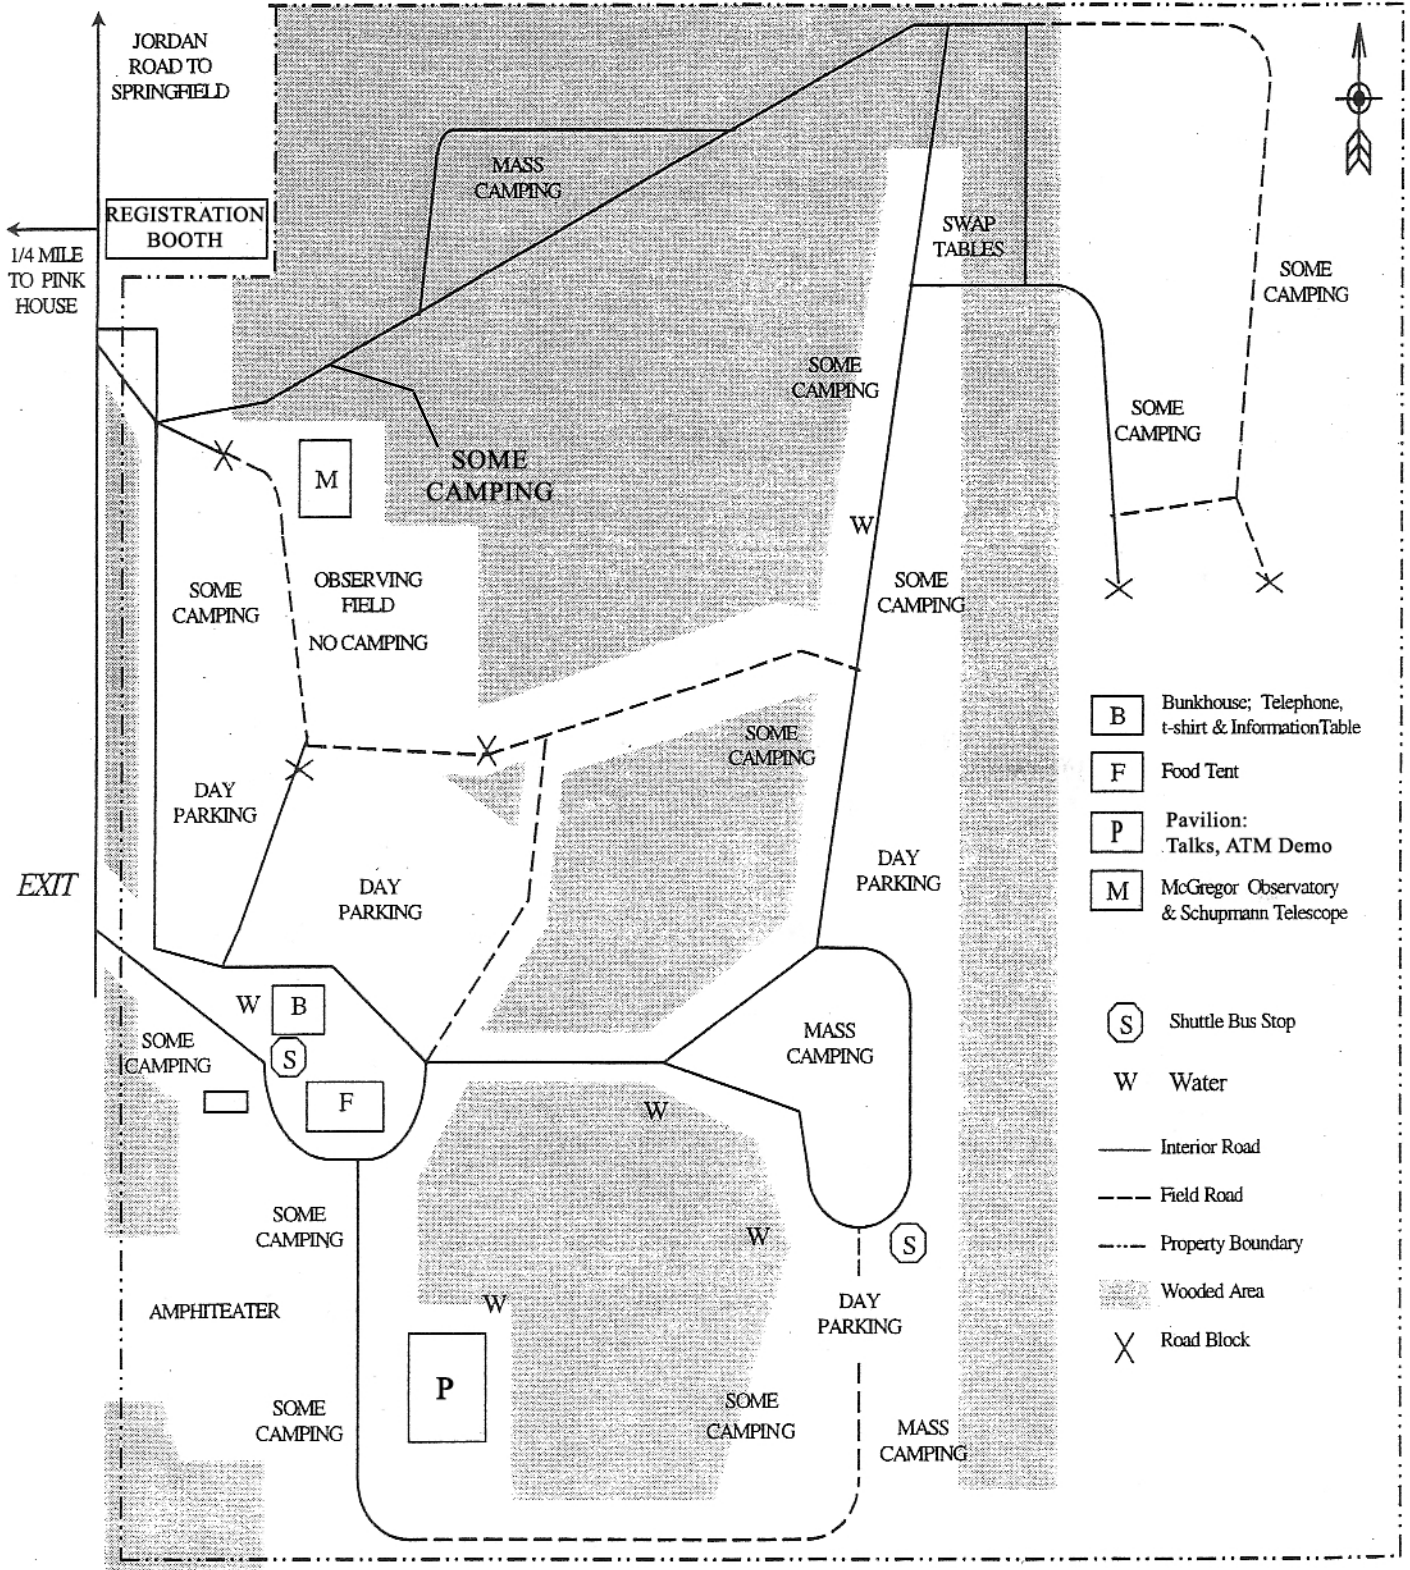 JORDAN
ROAD TO
SPRINGFIELD
REGISTRATION
BOOTH
1/4 MILE
TO PINK
HOUSE
MASS
CAMPING
SWAP
TABLES
SOME
CAMPING
SOME
CAMPING
SOME
CAMPING
SOME
CAMPING
M
W
OBSERVING
FIELD
NO CAMPING
SOME
CAMPING
SOME
CAMPING
SOME
CAMPING
DAY
PARKING
DAY
PARKING
DAY
PARKING
EXIT
W
B
S
SOME
CAMPING
F
MASS
CAMPING
W
W
S
SOME
CAMPING
AMPHITEATER
W
DAY
PARKING
P
SOME
CAMPING
SOME
CAMPING
MASS
CAMPING
B
Bunkhouse; Telephone,
t-shirt & InformationTable
F
Food Tent
P
Pavilion:
Talks, ATM Demo
M
McGregor Observatory
& Schupmann Telescope
S
Shuttle Bus Stop
W
Water
Interior Road
Field Road
Property Boundary
Wooded Area
Road Block